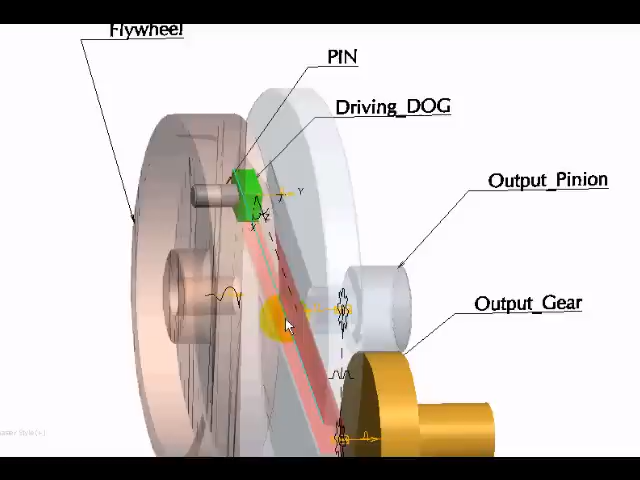 Flywheel
PIN
Driving_DOG
Output_Pinion
Output_Gear
Y